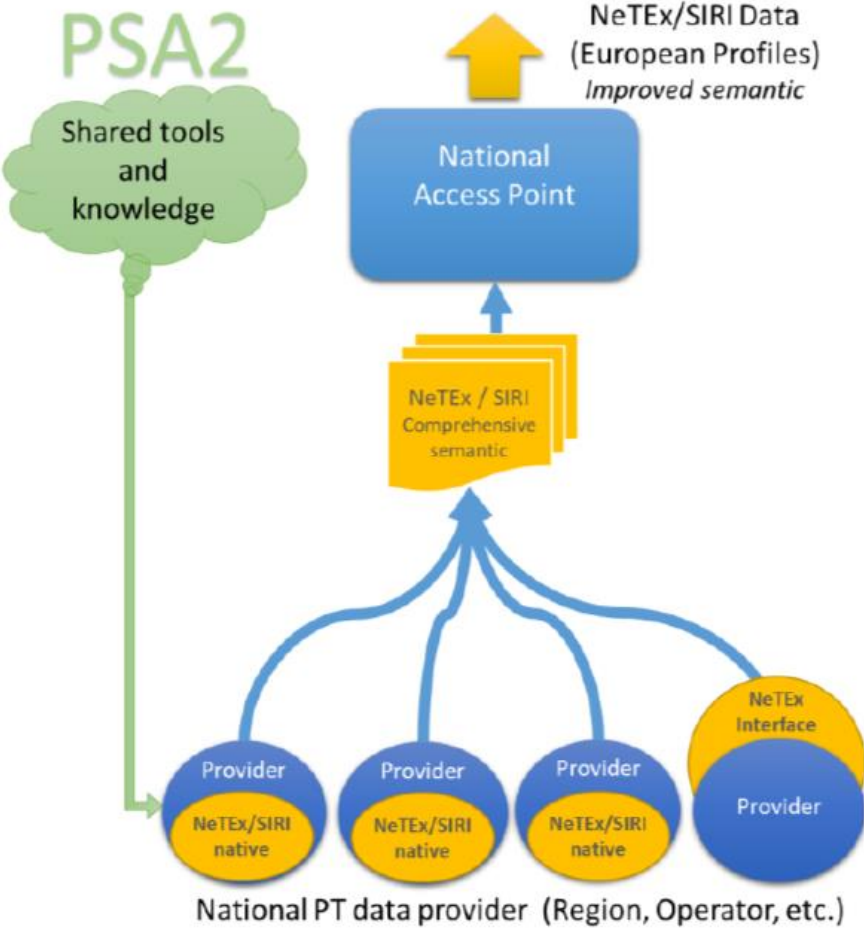 PSA2
NeTEx/SIRI Data
(European Profiles)
Improved semantic
Shared tools
and
knowledge
National
Access Point
NeTEx / SIRI
Comprehensive
semantic
NeTEx
Interface
Provider
Provider
Provider
Provider
NeTEx/SIRI
native
NeTEx/SIRI
native
NeTEx/SIRI
native
National PT data provider (Region, Operator, etc.)